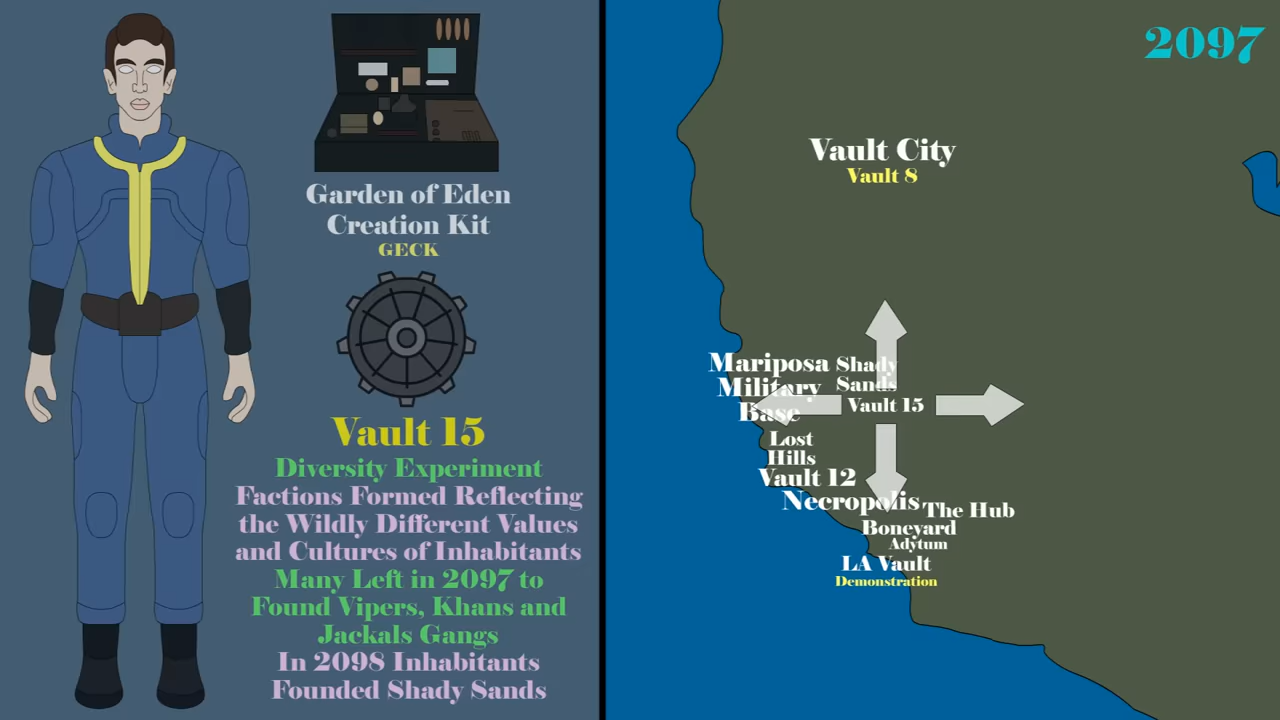 Garden of Eden
Creation Kit
GECK
Vault 15
Diversity Experiment
Factions Formed Reflecting
the Wildly Different Values
and Cultures of Inhabitants
Many Left in 2097 to
Found Vipers, Khans and
Jackals Gangs
In 2098 Inhabitants
Founded Shady Sands
2097
Vault City
Vault 8
Mariposa
Military
Base
Shady
Sands
Vault 15
Lost
Hills
Vault 12
Necropolis
The Hub
Boneyard
Adytum
LA Vault
Demonstration